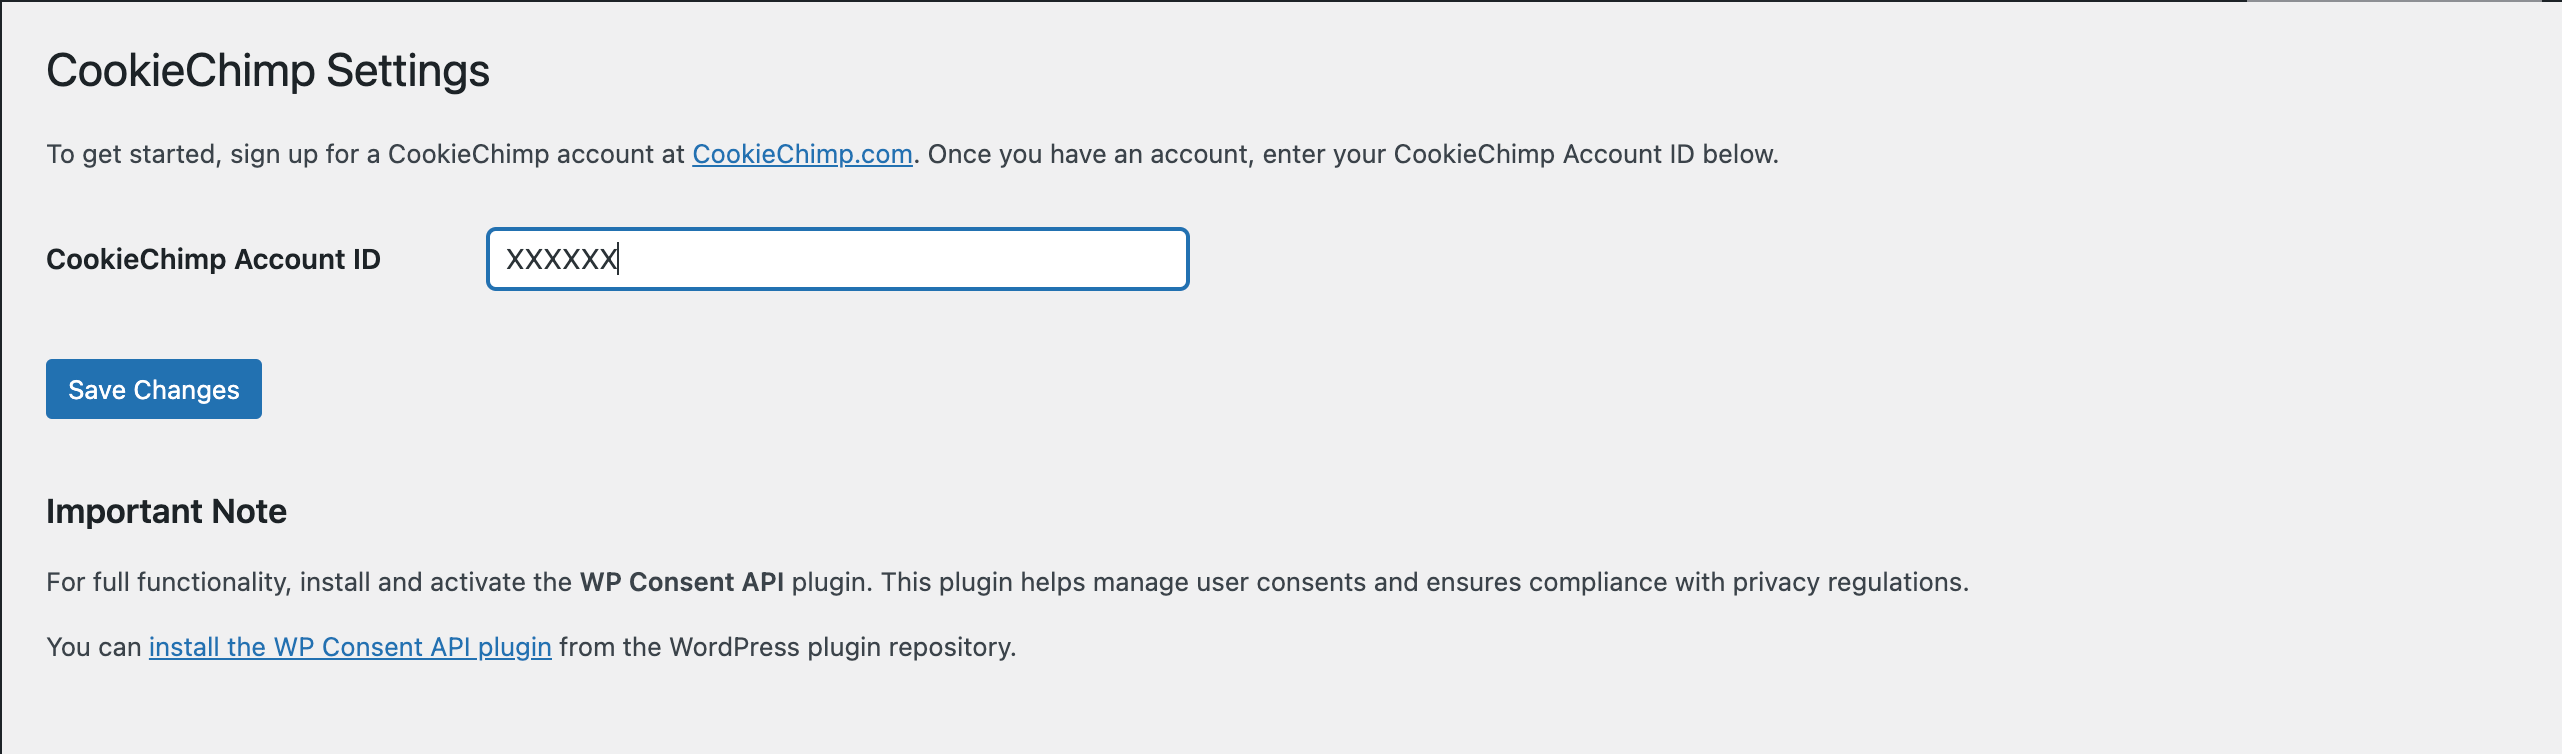 CookieChimp Settings
To get started, sign up for a CookieChimp account at CookieChimp.com. Once you have an account, enter your CookieChimp Account ID below.
CookieChimp Account ID XXXXXX
Save Changes
Important Note
For full functionality, install and activate the WP Consent API plugin. This plugin helps manage user consents and ensures compliance with privacy regulations.
You can install the WP Consent API plugin from the WordPress plugin repository.